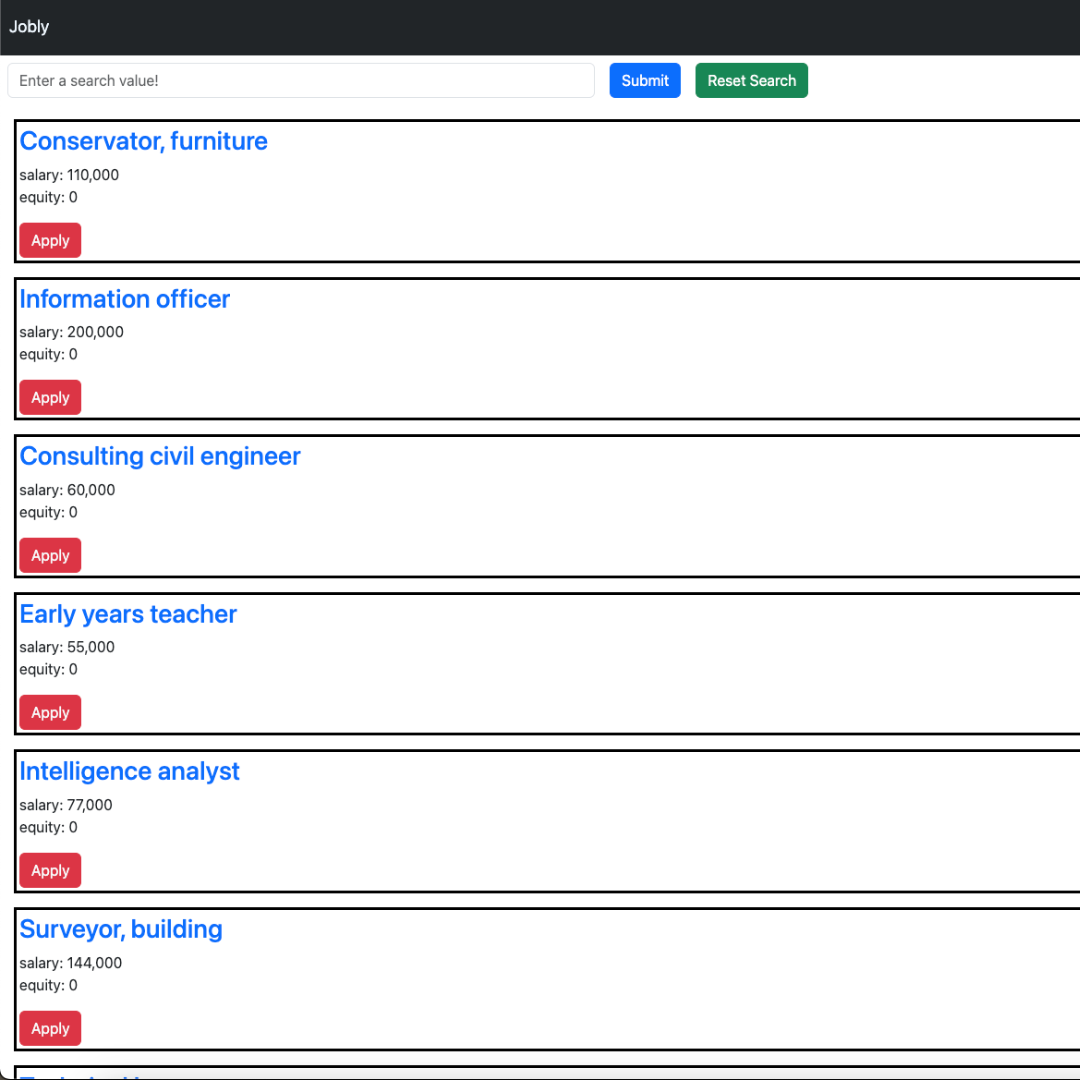 Jobly
Enter a search value!
Submit
Reset Search
Conservator, furniture
salary: 110,000
equity: 0
Apply
Information officer
salary: 200,000
equity: 0
Apply
Consulting civil engineer
salary: 60,000
equity: 0
Apply
Early years teacher
salary: 55,000
equity: 0
Apply
Intelligence analyst
salary: 77,000
equity: 0
Apply
Surveyor, building
salary: 144,000
equity: 0
Apply